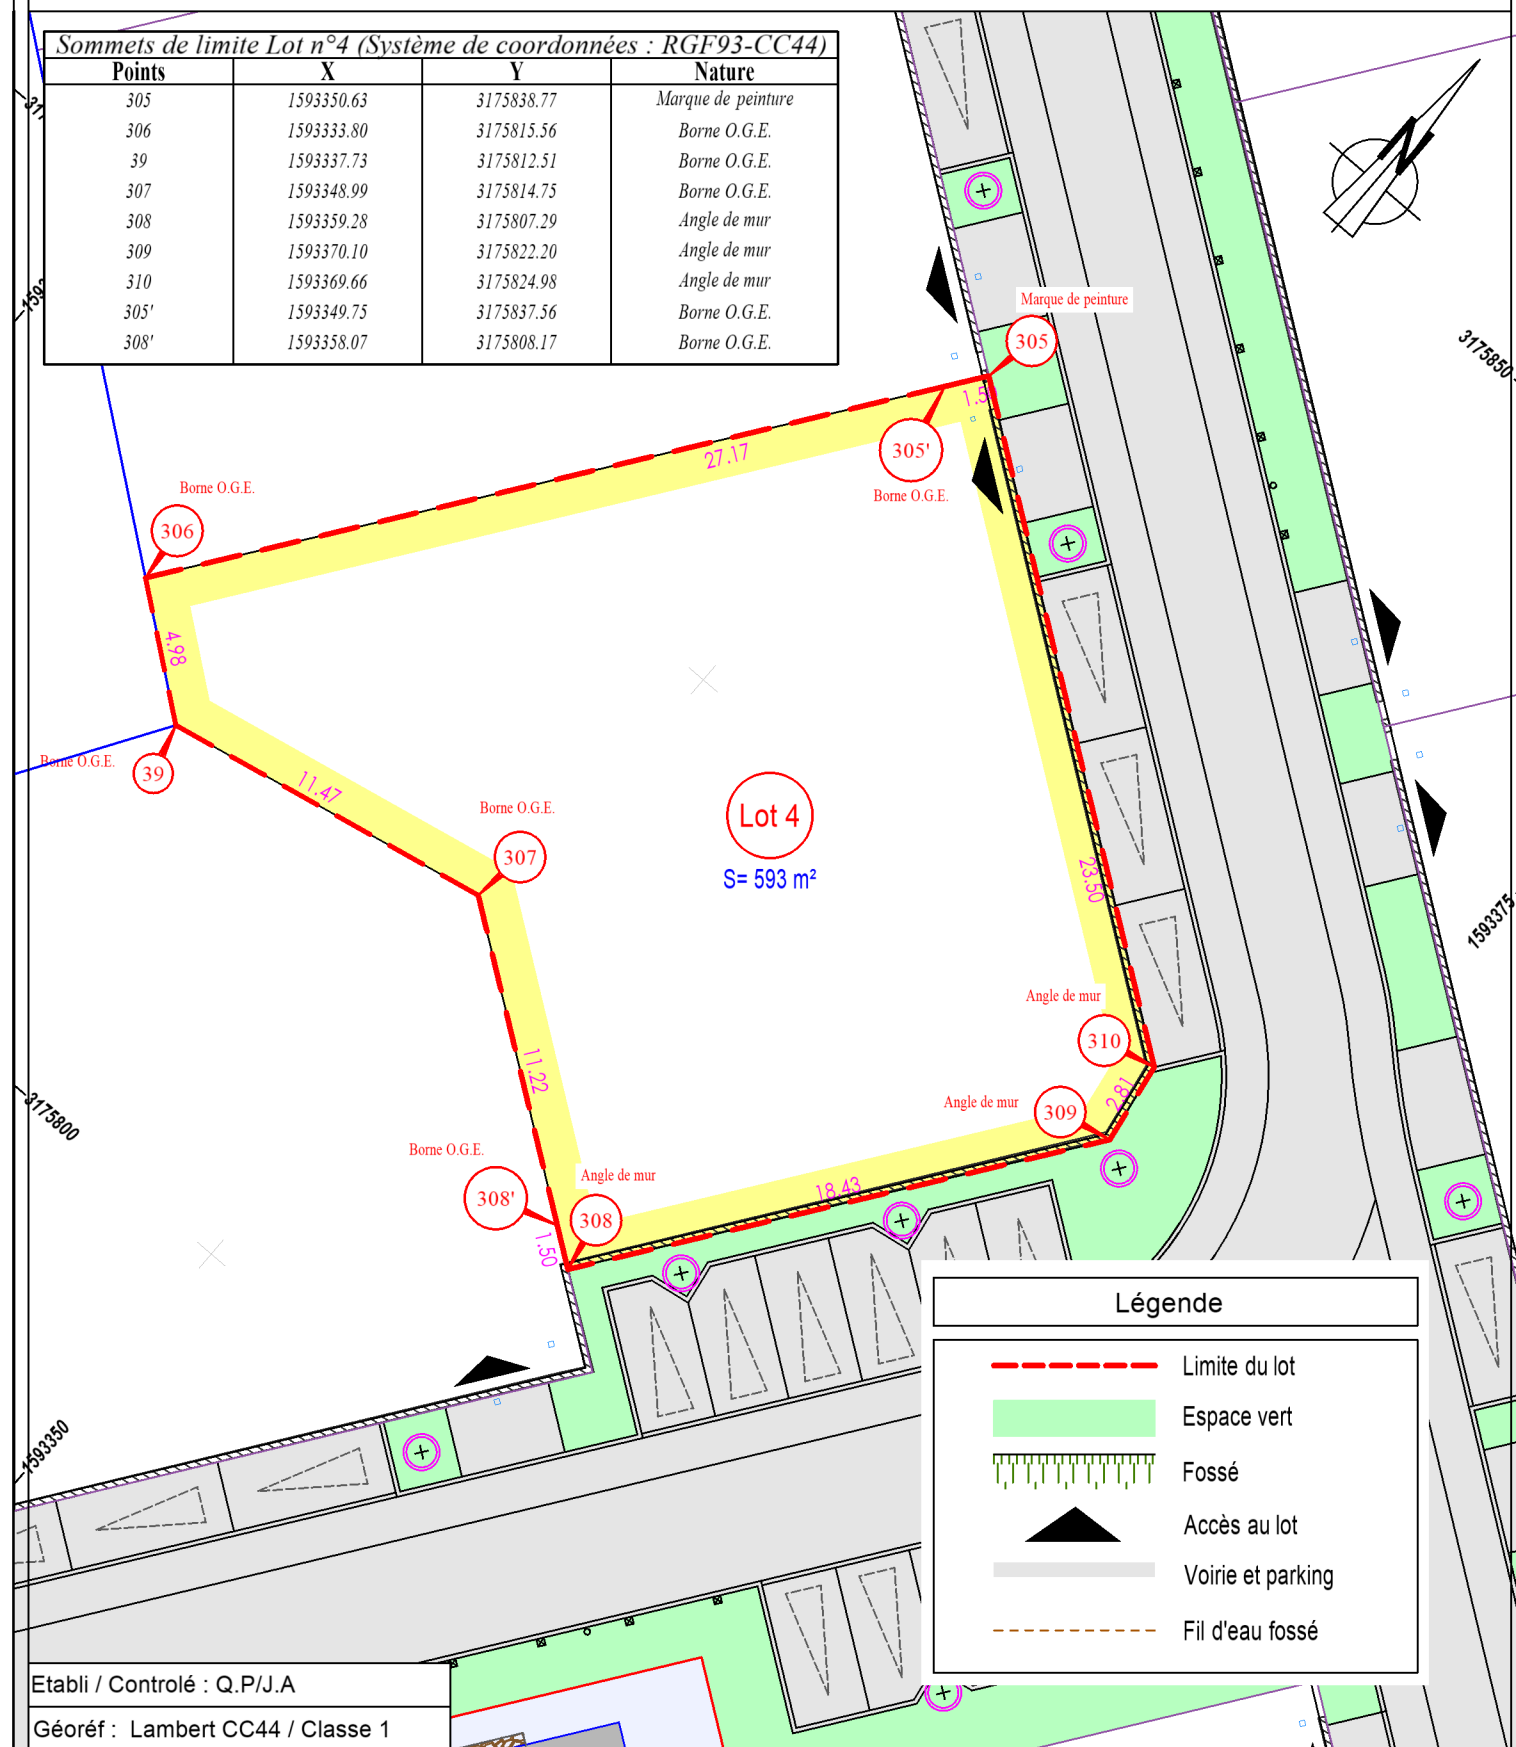 Sommets de limite Lot n°4 (Système de coordonnées : RGF93-CC44)
Points X Y Nature
305 1593350.63 3175838.77 Marque de peinture
306 1593333.80 3175815.56 Borne O.G.E.
39 1593337.73 3175812.51 Borne O.G.E.
307 1593348.99 3175814.75 Borne O.G.E.
308 1593359.28 3175807.29 Angle de mur
309 1593370.10 3175822.20 Angle de mur
310 1593369.66 3175824.98 Angle de mur
305' 1593349.75 3175837.56 Borne O.G.E.
308' 1593358.07 3175808.17 Borne O.G.E.
N
Marque de peinture
305
3175850
305'
Borne O.G.E.
27.17
Borne O.G.E.
306
4.98
Borne O.G.E.
39
11.47
Borne O.G.E.
307
Lot 4
S= 593 m²
23.50
1593375
Angle de mur
310
2.81
Angle de mur
309
11.22
3175800
Borne O.G.E.
308'
Angle de mur
308
18.43
1.50
1593350
Légende
Limite du lot
Espace vert
Fossé
Accès au lot
Voirie et parking
Fil d'eau fossé
Etabli / Controlé : Q.P/J.A
Géoréf : Lambert CC44 / Classe 1